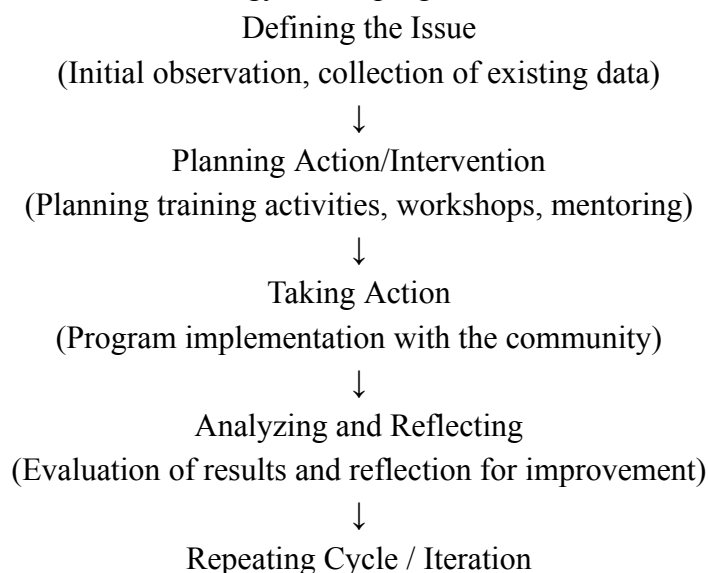 Defining the Issue
(Initial observation, collection of existing data)
↓
Planning Action/Intervention
(Planning training activities, workshops, mentoring)
↓
Taking Action
(Program implementation with the community)
↓
Analyzing and Reflecting
(Evaluation of results and reflection for improvement)
↓
Repeating Cycle / Iteration